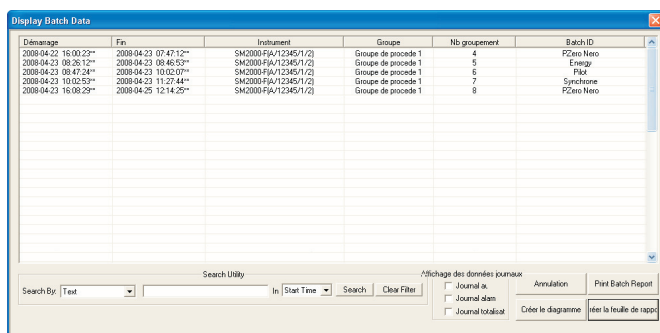 Display Batch Data
Démarrage Fin Instrument Groupe Nb groupement Batch ID
2008-04-22 16:00:23** 2008-04-23 07:47:12** SM2000-F(A/12345/1/2) Groupe de procede 1 4 P.Zero Nero
2008-04-23 08:26:12** 2008-04-23 08:46:53** SM2000-F(A/12345/1/2) Groupe de procede 1 5 Energy
2008-04-23 08:47:24** 2008-04-23 10:02:07** SM2000-F(A/12345/1/2) Groupe de procede 1 6 Pilot
2008-04-23 10:02:53** 2008-04-23 11:27:44** SM2000-F(A/12345/1/2) Groupe de procede 1 7 Synchrone
2008-04-23 16:08:29** 2008-04-25 12:14:25** SM2000-F(A/12345/1/2) Groupe de procede 1 8 P.Zero Nero
Search Utility
Search By: Text In Start Time Search Clear Filter
Affichage des données journaux
Journal au
Journal alarm
Journal totalisat
Annulation Print Batch Report
Créer le diagramme réer la feuille de rappo